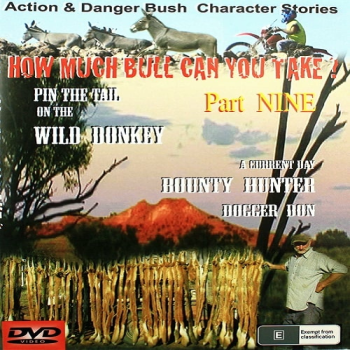 Action & Danger Bush Character Stories
HOW MUCH BULL CAN YOU TAKE !
PIN THE TAIL
ON THE
WILD DONKEY
Part NINE
A CURRENT DAY
BOUNTY HUNTER
DOGGER DON
DVD
VIDEO
E
Exempt from
classification